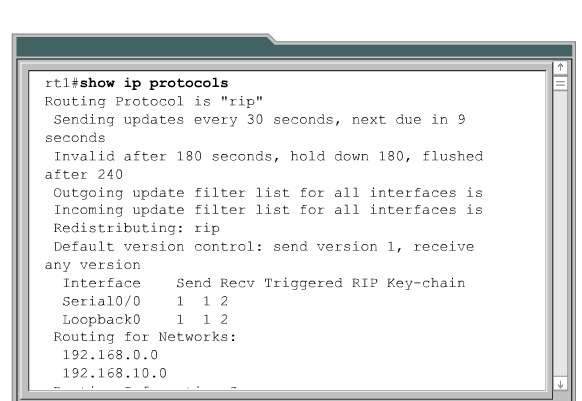 rt1#show ip protocols
Routing Protocol is "rip"
Sending updates every 30 seconds, next due in 9
seconds
Invalid after 180 seconds, hold down 180, flushed
after 240
Outgoing update filter list for all interfaces is
Incoming update filter list for all interfaces is
Redistributing: rip
Default version control: send version 1, receive
any version
Interface Send Recv Triggered RIP Key-chain
Serial0/0 1 1 2
Loopback0 1 1 2
Routing for Networks:
192.168.0.0
192.168.10.0